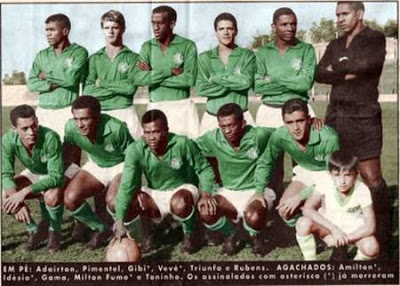 EM PÉ: Adairton, Pimentel, Gibi*, Vevé*, Triunfo e Rubens. AGACHADOS: Amilton*,
Idésio*, Gama, Milton Fumo* e Toninho. Os assinalados com asterisco (*) já morreram